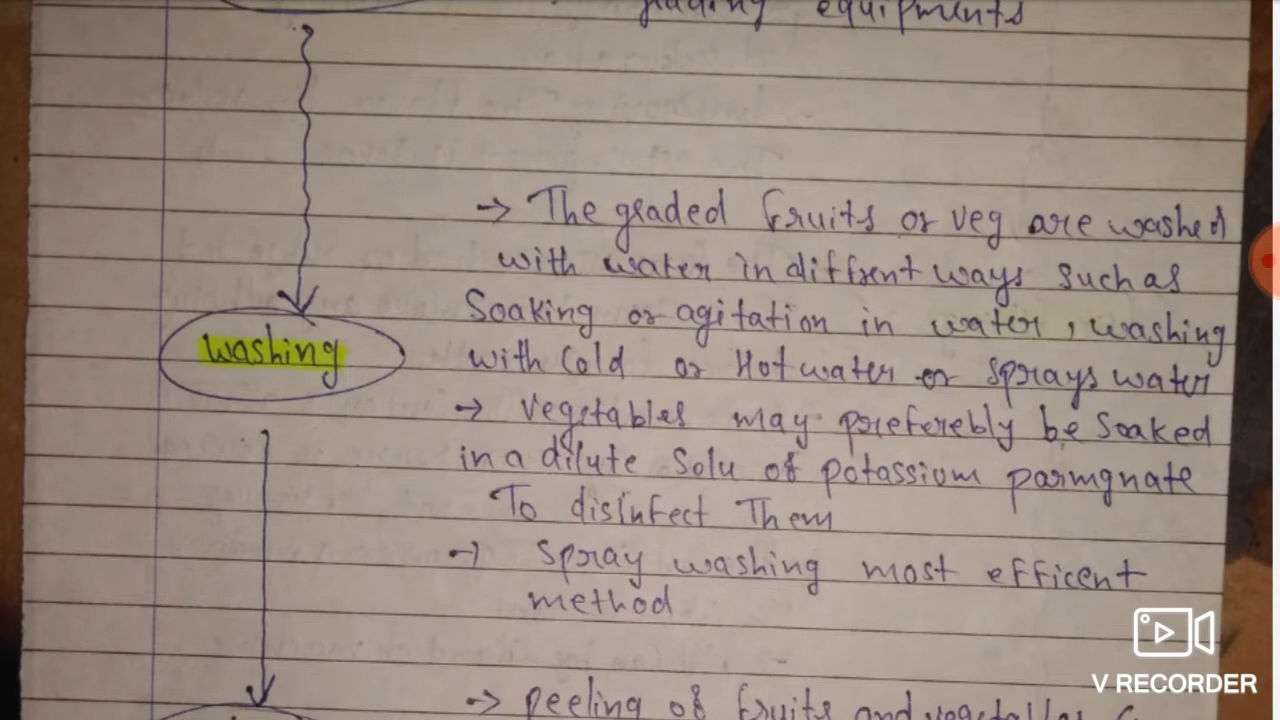 grading equipments
→ The graded fruits or veg are washed
with water in diffrent ways such as
Soaking or agitation in water, washing
washing
with Cold or Hot water or sprays water
→ vegetables may preferebly be Soaked
in a dilute Solu of potassium parmgnate
To disinfect Them
→ Spray washing most efficent
method
→ peeling of fruits and vegetables
V RECORDER